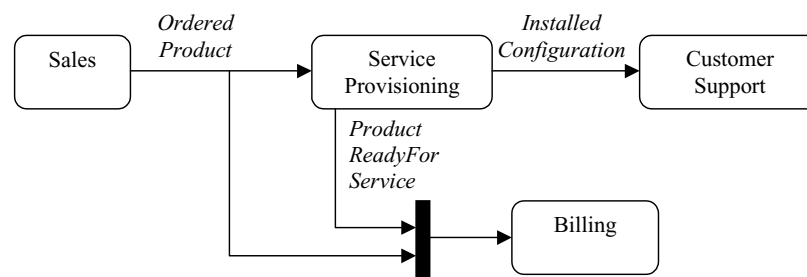 Ordered
Product
Installed
Configuration
Sales
Service
Provisioning
Customer
Support
Product
ReadyFor
Service
Billing